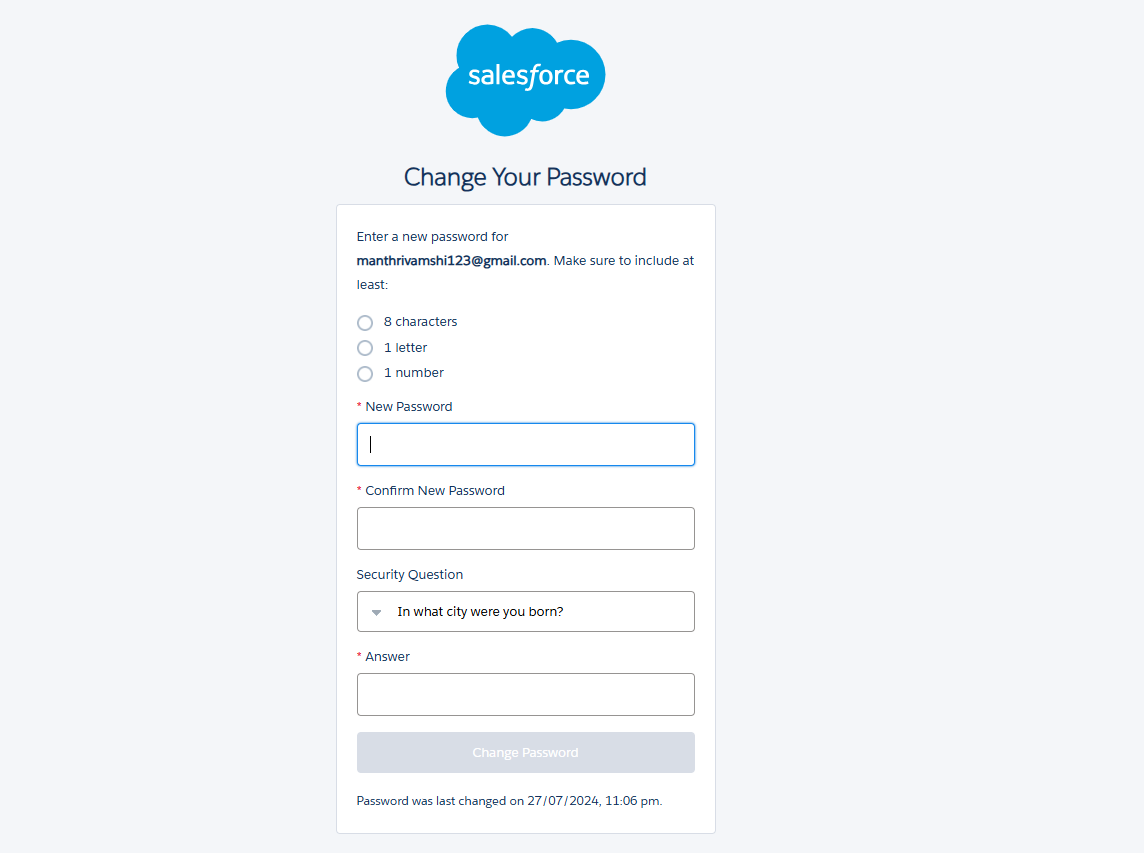 salesforce
Change Your Password
Enter a new password for
manthrivamshi123@gmail.com. Make sure to include at
least:
8 characters
1 letter
1 number
* New Password
* Confirm New Password
Security Question
In what city were you born?
* Answer
Change Password
Password was last changed on 27/07/2024, 11:06 pm.